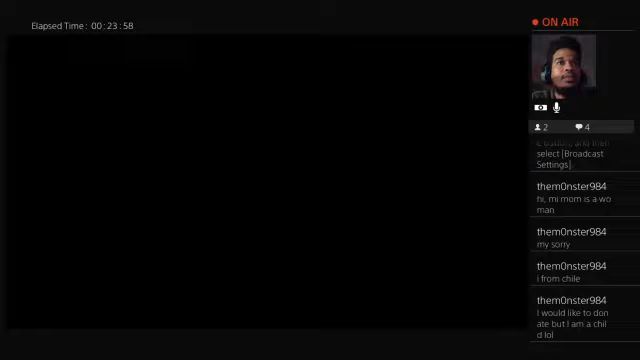 Elapsed Time : 00 : 23 : 58
ON AIR
2
4
select [Broadcast
Settings].
them0nster984
hi, mi mom is a wo
man.
them0nster984
my sorry
them0nster984
i from chile
them0nster984
I would like to don
ate but I am a chil
d lol